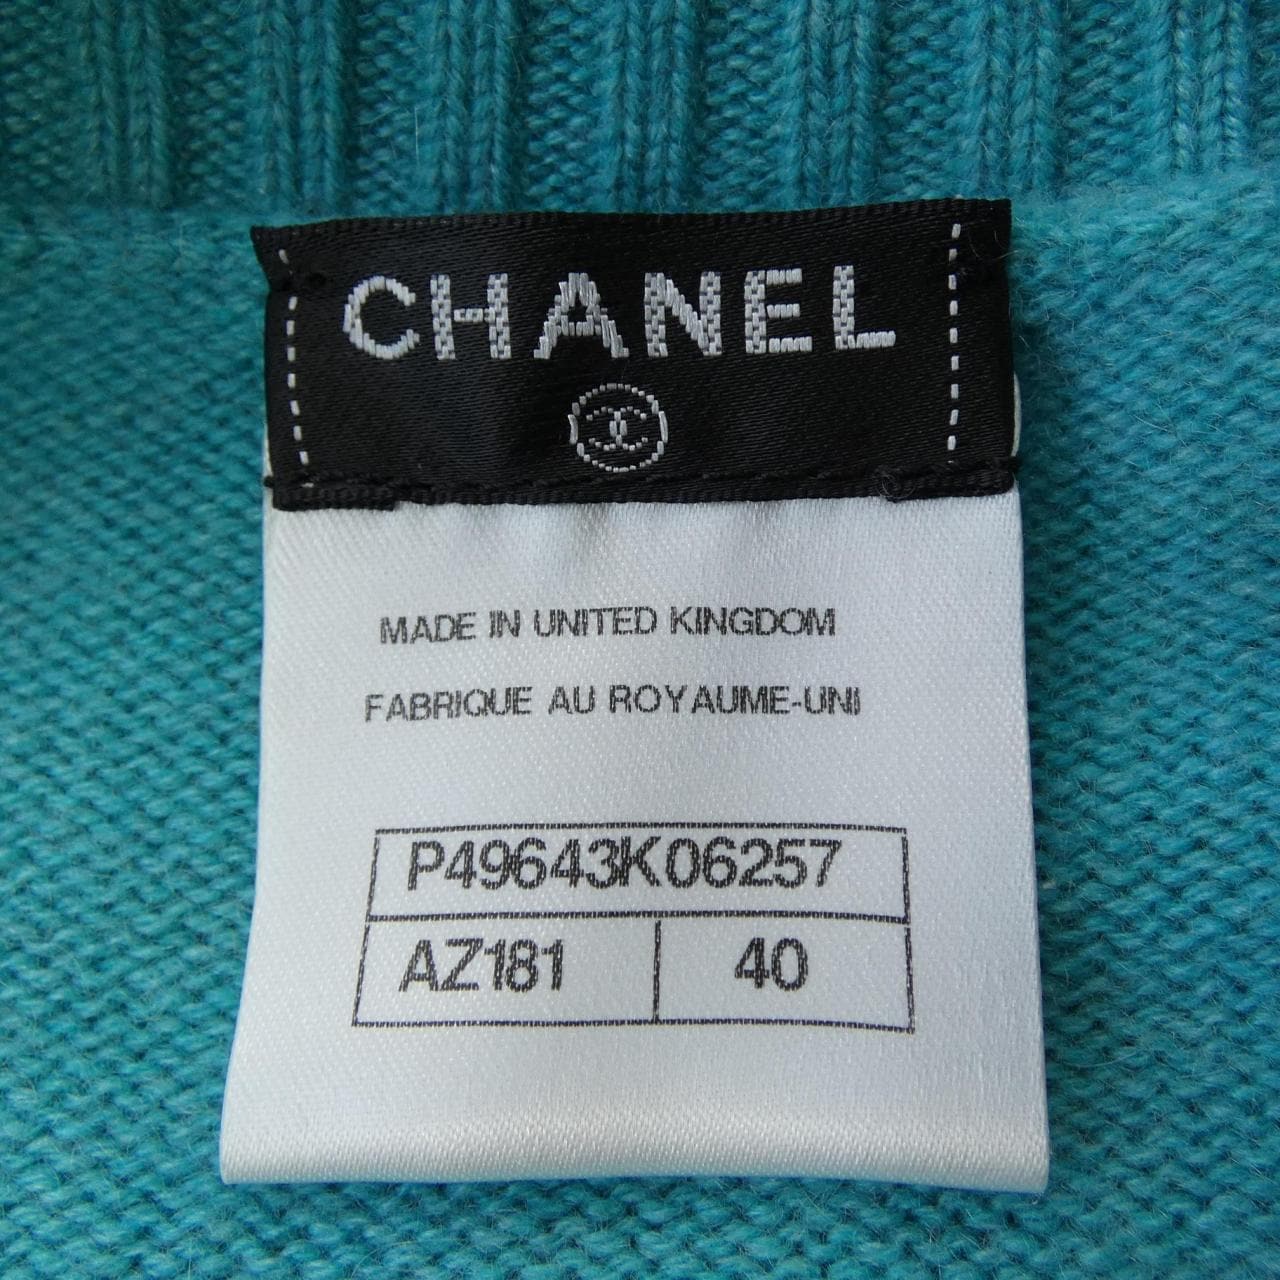 CHANEL
MADE IN UNITED KINGDOM
FABRIQUE AU ROYAUME-UNI
P49643K06257
AZ181 40